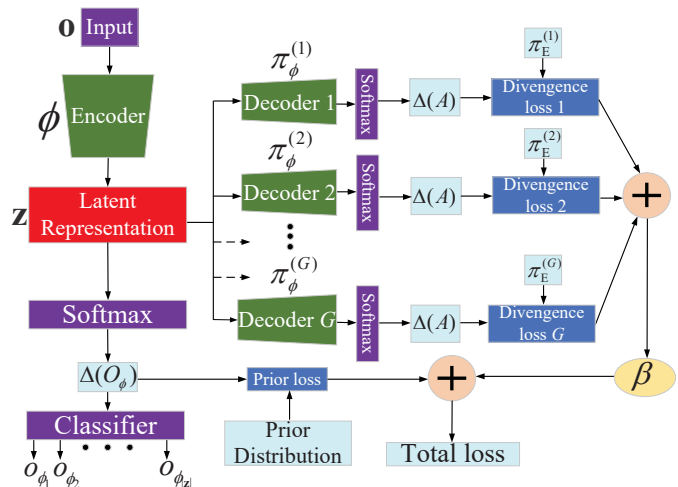 o Input
ϕ Encoder
z Latent
Representation
Softmax
Δ(O_ϕ)
Classifier
o_ϕ₁ o_ϕ₂ • • • o_ϕ|z|
π_ϕ^(1)
Decoder 1
Softmax
Δ(A)
π_E^(1)
Divergence
loss 1
π_ϕ^(2)
Decoder 2
Softmax
Δ(A)
π_E^(2)
Divergence
loss 2
π_ϕ^(G)
Decoder G
Softmax
Δ(A)
π_E^(G)
Divergence
loss G
+
β
Prior loss
+
Prior
Distribution
Total loss